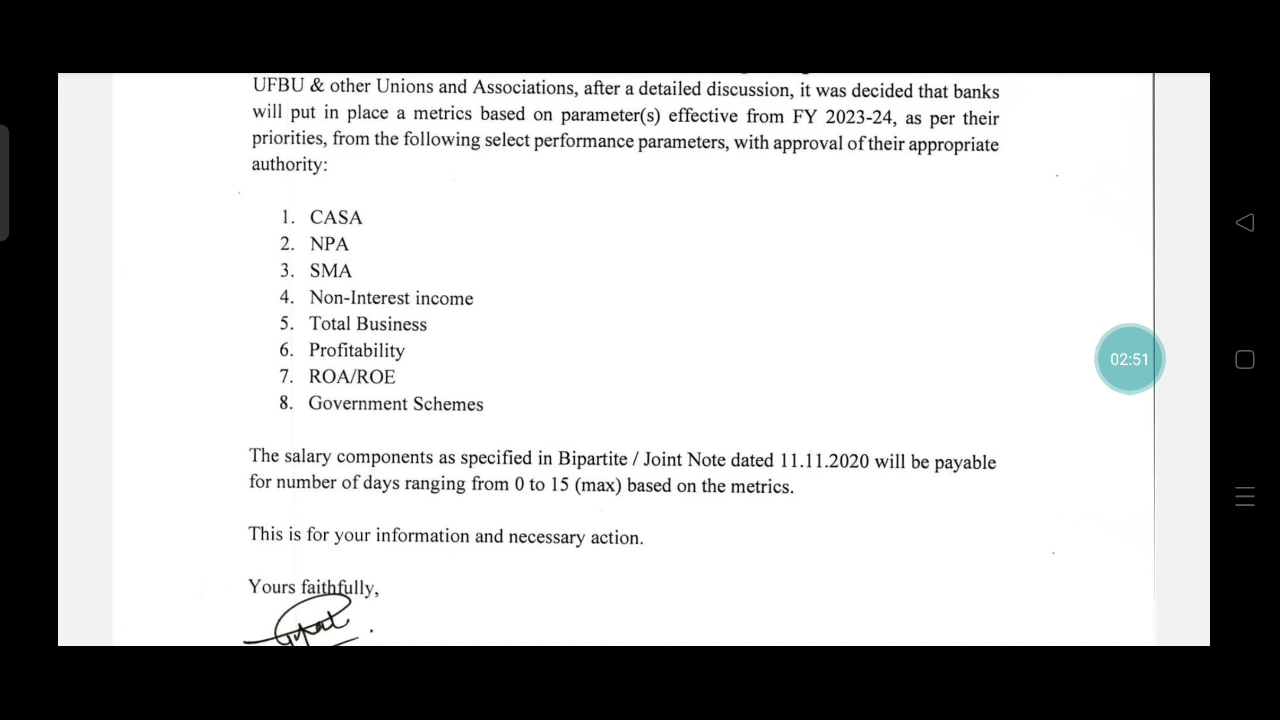 UFBU & other Unions and Associations, after a detailed discussion, it was decided that banks
will put in place a metrics based on parameter(s) effective from FY 2023-24, as per their
priorities, from the following select performance parameters, with approval of their appropriate
authority:
1. CASA
2. NPA
3. SMA
4. Non-Interest income
5. Total Business
6. Profitability
7. ROA/ROE
8. Government Schemes
02:51
The salary components as specified in Bipartite / Joint Note dated 11.11.2020 will be payable
for number of days ranging from 0 to 15 (max) based on the metrics.
This is for your information and necessary action.
Yours faithfully,